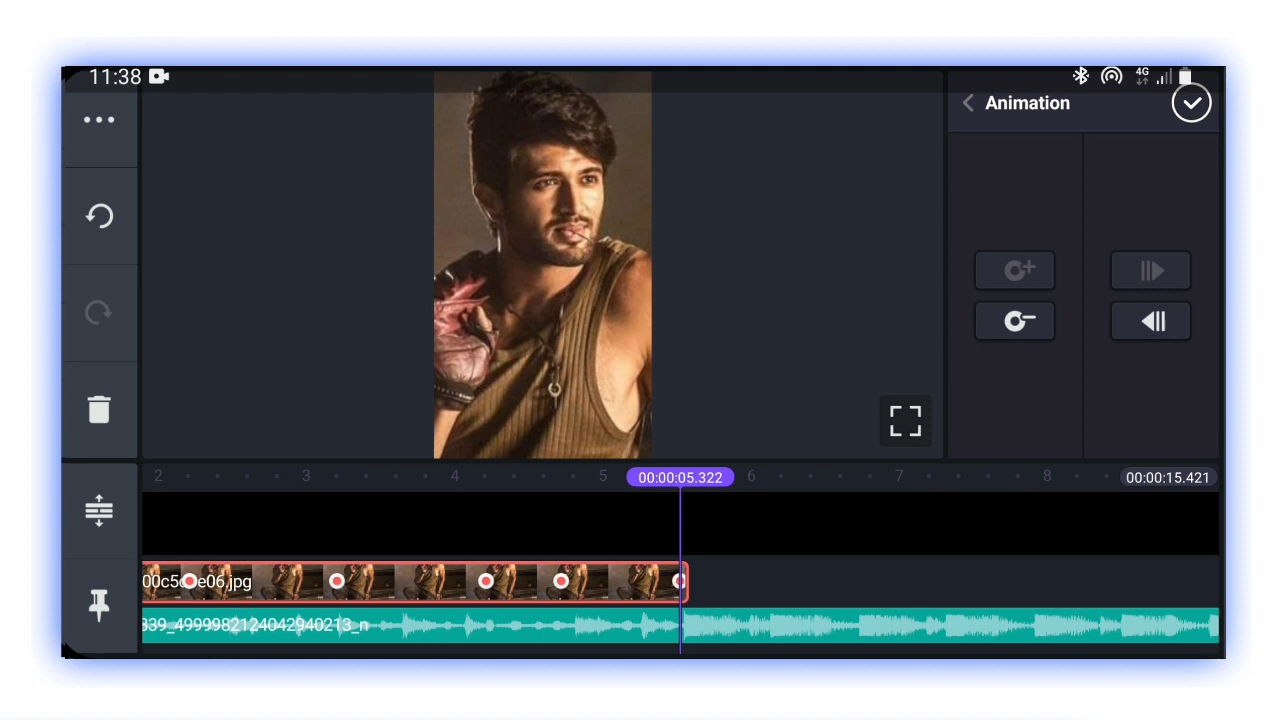 11:38
4G
Animation
2 3 4 5 00:00:05.322 6 7 8 00:00:15.421
e06.jpg
339_4999982124042940213_n